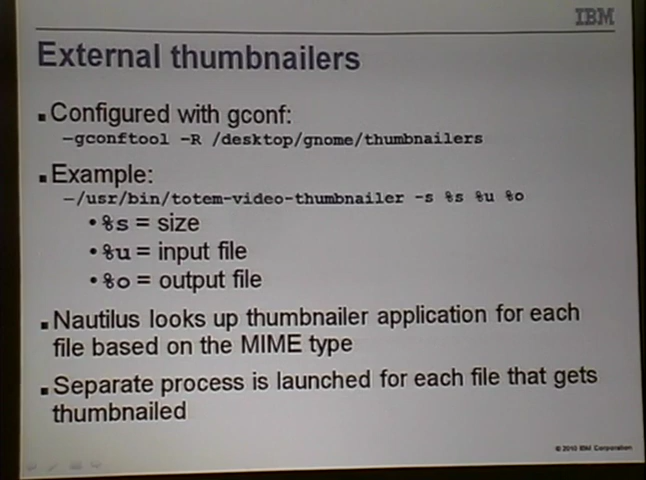 IBM
External thumbnailers
▪Configured with gconf:
–gconftool -R /desktop/gnome/thumbnailers
▪Example:
–/usr/bin/totem-video-thumbnailer -s %s %u %o
•%s = size
•%u = input file
•%o = output file
▪Nautilus looks up thumbnailer application for each
file based on the MIME type
▪Separate process is launched for each file that gets
thumbnailed
© 2010 IBM Corporation